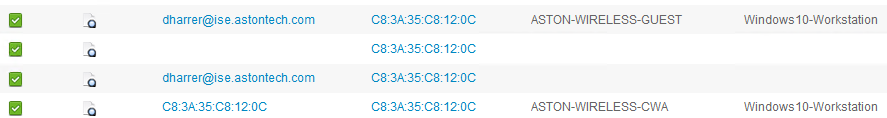 dharrer@ise.astontech.com C8:3A:35:C8:12:0C ASTON-WIRELESS-GUEST Windows10-Workstation
C8:3A:35:C8:12:0C
dharrer@ise.astontech.com C8:3A:35:C8:12:0C
C8:3A:35:C8:12:0C C8:3A:35:C8:12:0C ASTON-WIRELESS-CWA Windows10-Workstation